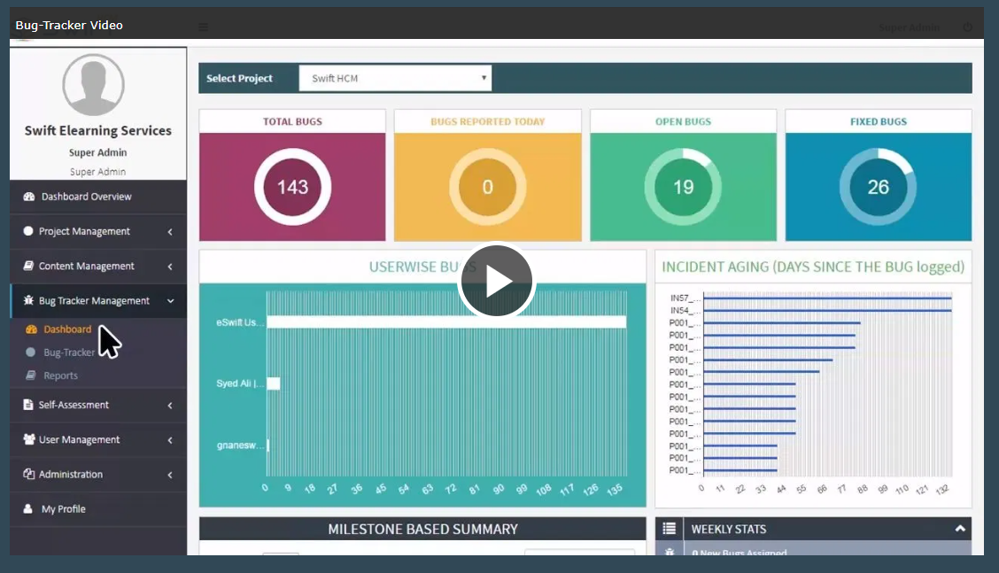 Bug-Tracker Video
Super Admin
Swift Elearning Services
Super Admin
Super Admin
Dashboard Overview
Project Management
Content Management
Bug Tracker Management
Dashboard
Bug-Tracker
Reports
Self-Assessment
User Management
Administration
My Profile
Select Project
Swift HCM
TOTAL BUGS
143
BUGS REPORTED TODAY
0
OPEN BUGS
19
FIXED BUGS
26
USERWISE BUGS
eSwift Us...
Syed Ali |...
gnanesw...
0 9 18 27 36 45 54 63 72 81 90 99 108 117 126 135
INCIDENT AGING (DAYS SINCE THE BUG logged)
IN57_...
IN54_...
P001_...
P001_...
P001_...
P001_...
P001_...
P001_...
P001_...
P001_...
P001_...
P001_...
P001_...
P001_...
P001_...
0 11 22 33 44 55 66 77 88 99 110 121 132
MILESTONE BASED SUMMARY
WEEKLY STATS
0 New Bugs Assigned